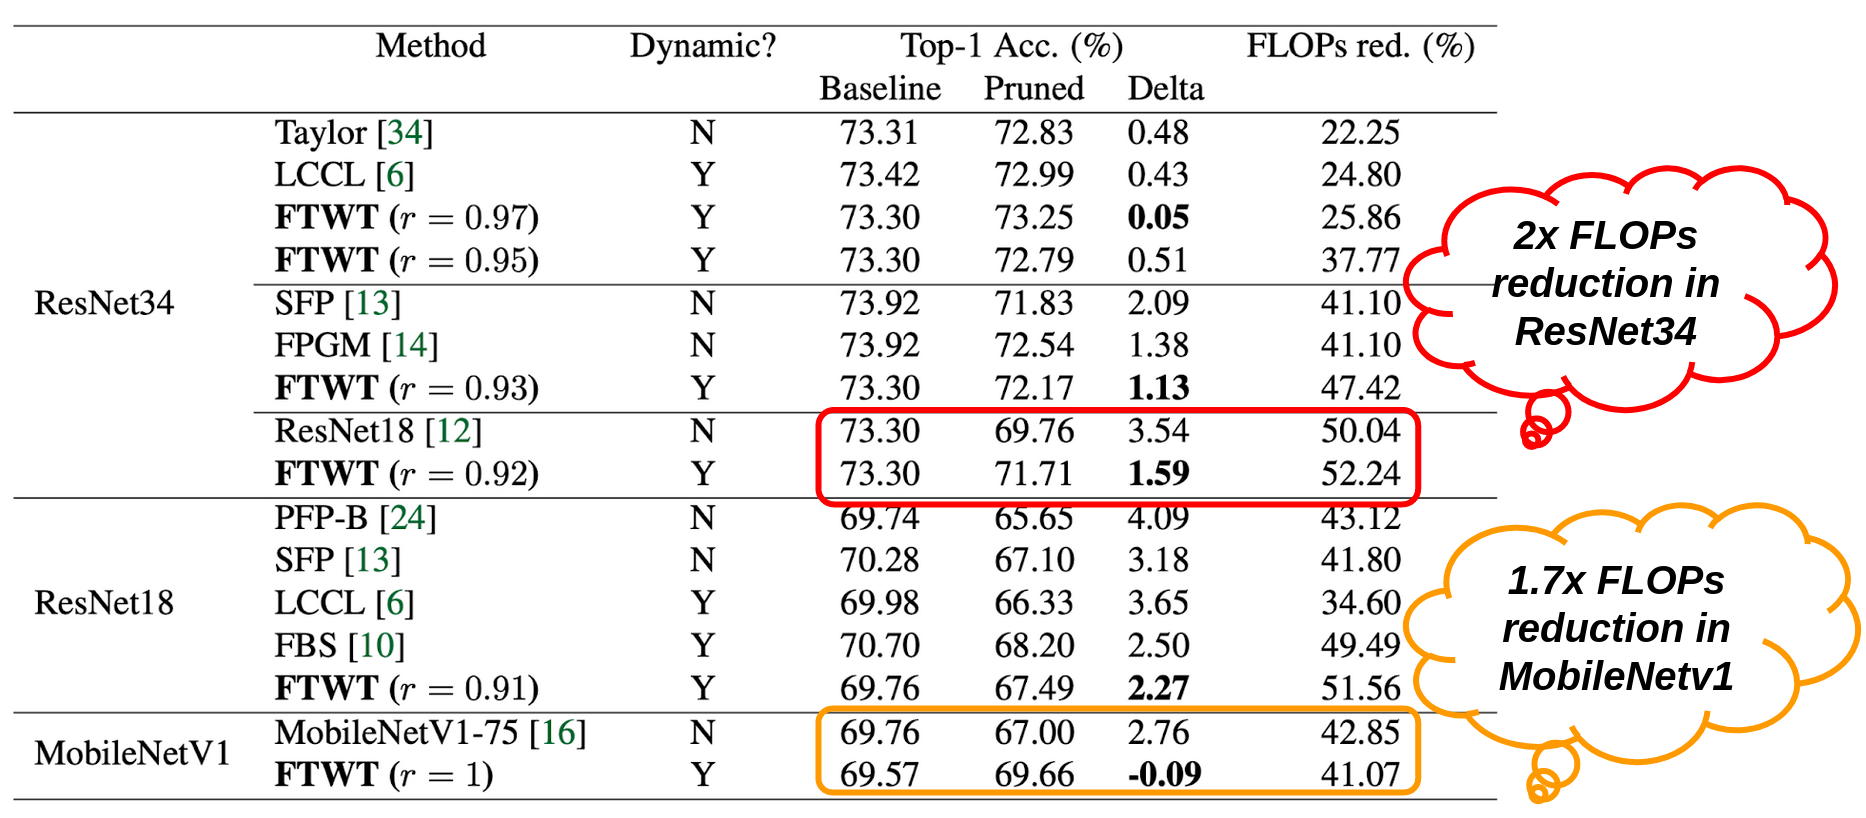 Method Dynamic? Top-1 Acc. (%) FLOPs red. (%)
Baseline Pruned Delta
Taylor [34] N 73.31 72.83 0.48 22.25
LCCL [6] Y 73.42 72.99 0.43 24.80
FTWT (r = 0.97) Y 73.30 73.25 0.05 25.86
FTWT (r = 0.95) Y 73.30 72.79 0.51 37.77
ResNet34 SFP [13] N 73.92 71.83 2.09 41.10
FPGM [14] N 73.92 72.54 1.38 41.10
FTWT (r = 0.93) Y 73.30 72.17 1.13 47.42
ResNet18 [12] N 73.30 69.76 3.54 50.04
FTWT (r = 0.92) Y 73.30 71.71 1.59 52.24
PFP-B [24] N 69.74 65.65 4.09 43.12
SFP [13] N 70.28 67.10 3.18 41.80
ResNet18 LCCL [6] Y 69.98 66.33 3.65 34.60
FBS [10] Y 70.70 68.20 2.50 49.49
FTWT (r = 0.91) Y 69.76 67.49 2.27 51.56
MobileNetV1 MobileNetV1-75 [16] N 69.76 67.00 2.76 42.85
FTWT (r = 1) Y 69.57 69.66 -0.09 41.07
2x FLOPs
reduction in
ResNet34
1.7x FLOPs
reduction in
MobileNetv1